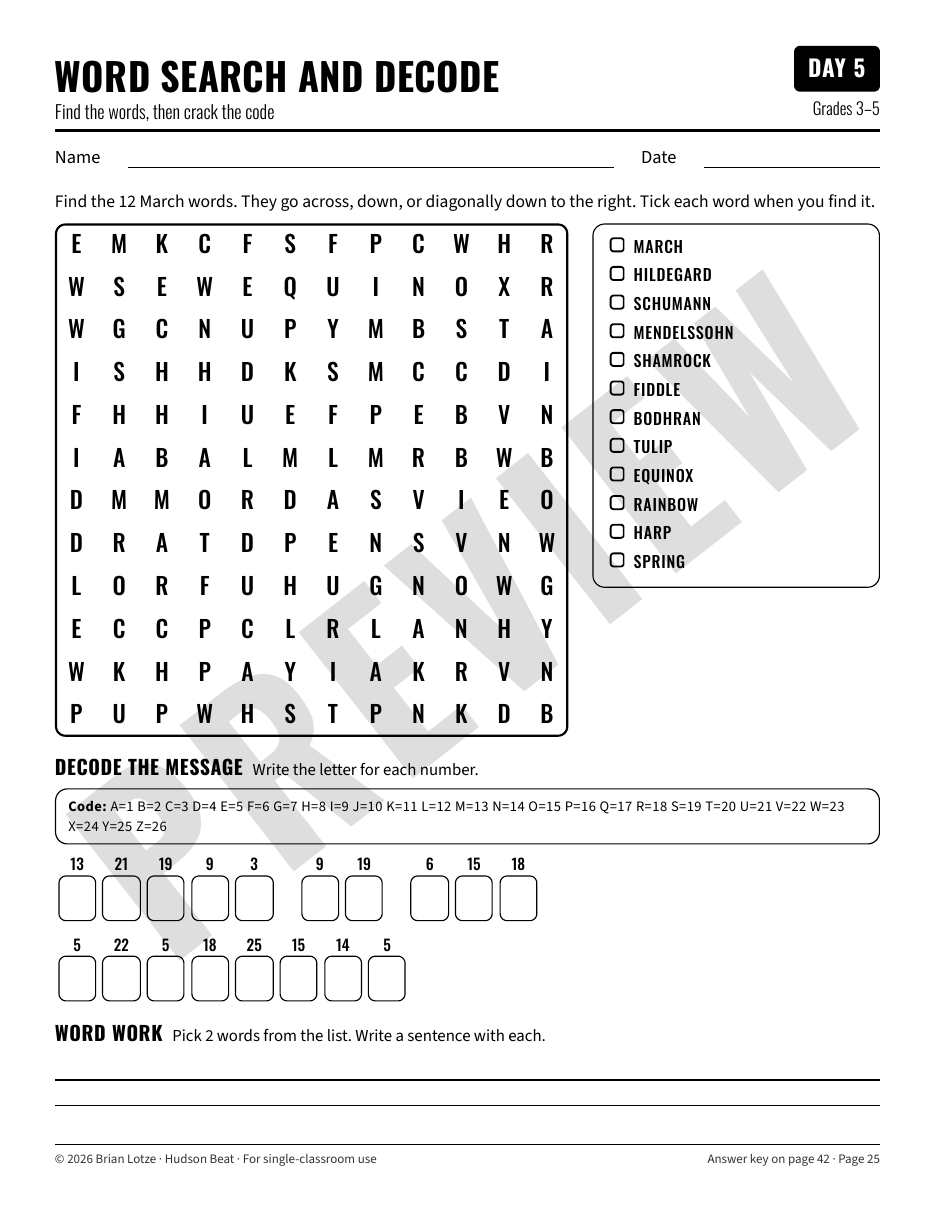 WORD SEARCH AND DECODE
DAY 5
Find the words, then crack the code
Grades 3–5
Name
Date
Find the 12 March words. They go across, down, or diagonally down to the right. Tick each word when you find it.
E M K C F S F P C W H R
W S E W E Q U I N O X R
W G C N U P Y M B S T A
I S H H D K S M C C D I
F H H I U E F P E B V N
I A B A L M L M R B W B
D M M O R D A S V I E O
D R A T D P E N S V N W
L O R F U H U G N O W G
E C C P C L R L A N H Y
W K H P A Y I A K R V N
P U P W H S T P N K D B
MARCH
HILDEGARD
SCHUMANN
MENDELSSOHN
SHAMROCK
FIDDLE
BODHRAN
TULIP
EQUINOX
RAINBOW
HARP
SPRING
DECODE THE MESSAGE Write the letter for each number.
Code: A=1 B=2 C=3 D=4 E=5 F=6 G=7 H=8 I=9 J=10 K=11 L=12 M=13 N=14 O=15 P=16 Q=17 R=18 S=19 T=20 U=21 V=22 W=23
X=24 Y=25 Z=26
13 21 19 9 3 9 19 6 15 18
5 22 5 18 25 15 14 5
WORD WORK Pick 2 words from the list. Write a sentence with each.
© 2026 Brian Lotze · Hudson Beat · For single-classroom use
Answer key on page 42 · Page 25
PREVIEW